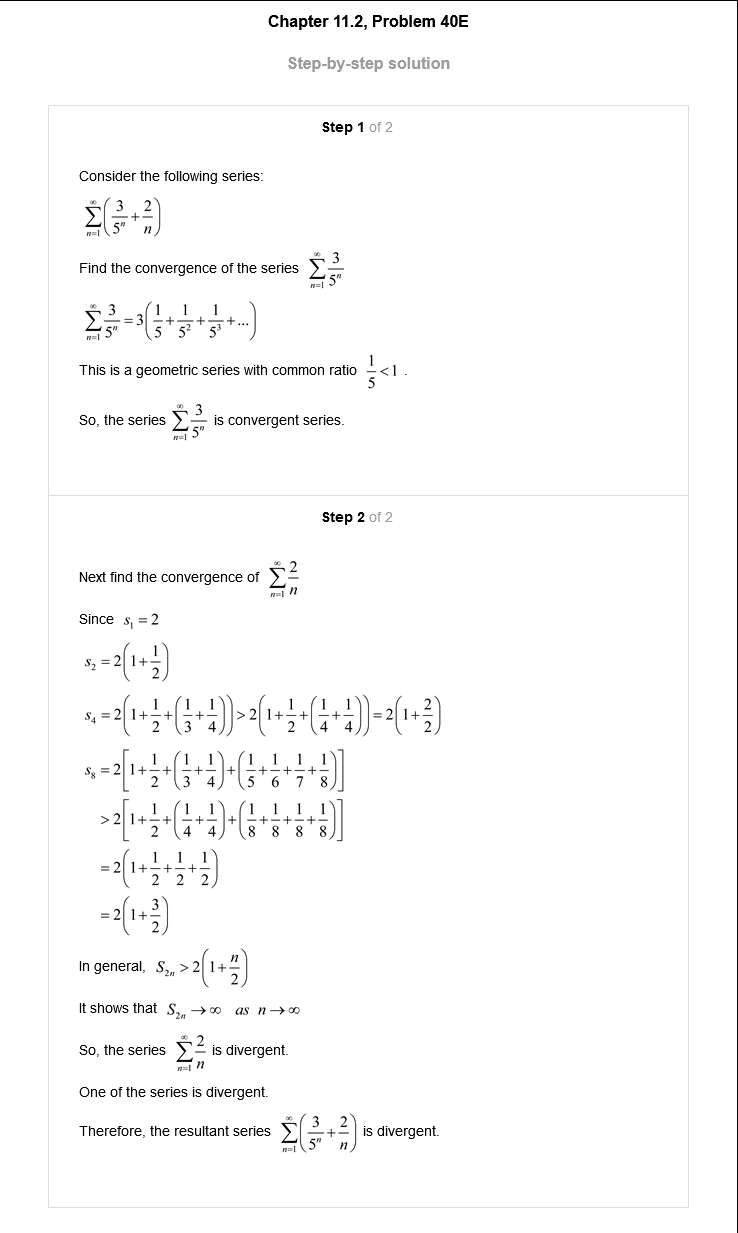 Chapter 11.2, Problem 40E
Step-by-step solution
Step 1 of 2
Consider the following series:
$\sum_{n=1}^{\infty}\left(\frac{3}{5^n}+\frac{2}{n}\right)$
Find the convergence of the series $\sum_{n=1}^{\infty}\frac{3}{5^n}$
$\sum_{n=1}^{\infty}\frac{3}{5^n}=3\left(\frac{1}{5}+\frac{1}{5^2}+\frac{1}{5^3}+...\right)$
This is a geometric series with common ratio $\frac{1}{5}<1$ .
So, the series $\sum_{n=1}^{\infty}\frac{3}{5^n}$ is convergent series.
Step 2 of 2
Next find the convergence of $\sum_{n=1}^{\infty}\frac{2}{n}$
Since $s_1=2$
$s_2=2\left(1+\frac{1}{2}\right)$
$s_4=2\left(1+\frac{1}{2}+\left(\frac{1}{3}+\frac{1}{4}\right)\right)>2\left(1+\frac{1}{2}+\left(\frac{1}{4}+\frac{1}{4}\right)\right)=2\left(1+\frac{2}{2}\right)$
$s_8=2\left[1+\frac{1}{2}+\left(\frac{1}{3}+\frac{1}{4}\right)+\left(\frac{1}{5}+\frac{1}{6}+\frac{1}{7}+\frac{1}{8}\right)\right]$
$>2\left[1+\frac{1}{2}+\left(\frac{1}{4}+\frac{1}{4}\right)+\left(\frac{1}{8}+\frac{1}{8}+\frac{1}{8}+\frac{1}{8}\right)\right]$
$=2\left(1+\frac{1}{2}+\frac{1}{2}+\frac{1}{2}\right)$
$=2\left(1+\frac{3}{2}\right)$
In general, $S_{2n}>2\left(1+\frac{n}{2}\right)$
It shows that $S_{2n}\to\infty$ as $n\to\infty$
So, the series $\sum_{n=1}^{\infty}\frac{2}{n}$ is divergent.
One of the series is divergent.
Therefore, the resultant series $\sum_{n=1}^{\infty}\left(\frac{3}{5^n}+\frac{2}{n}\right)$ is divergent.